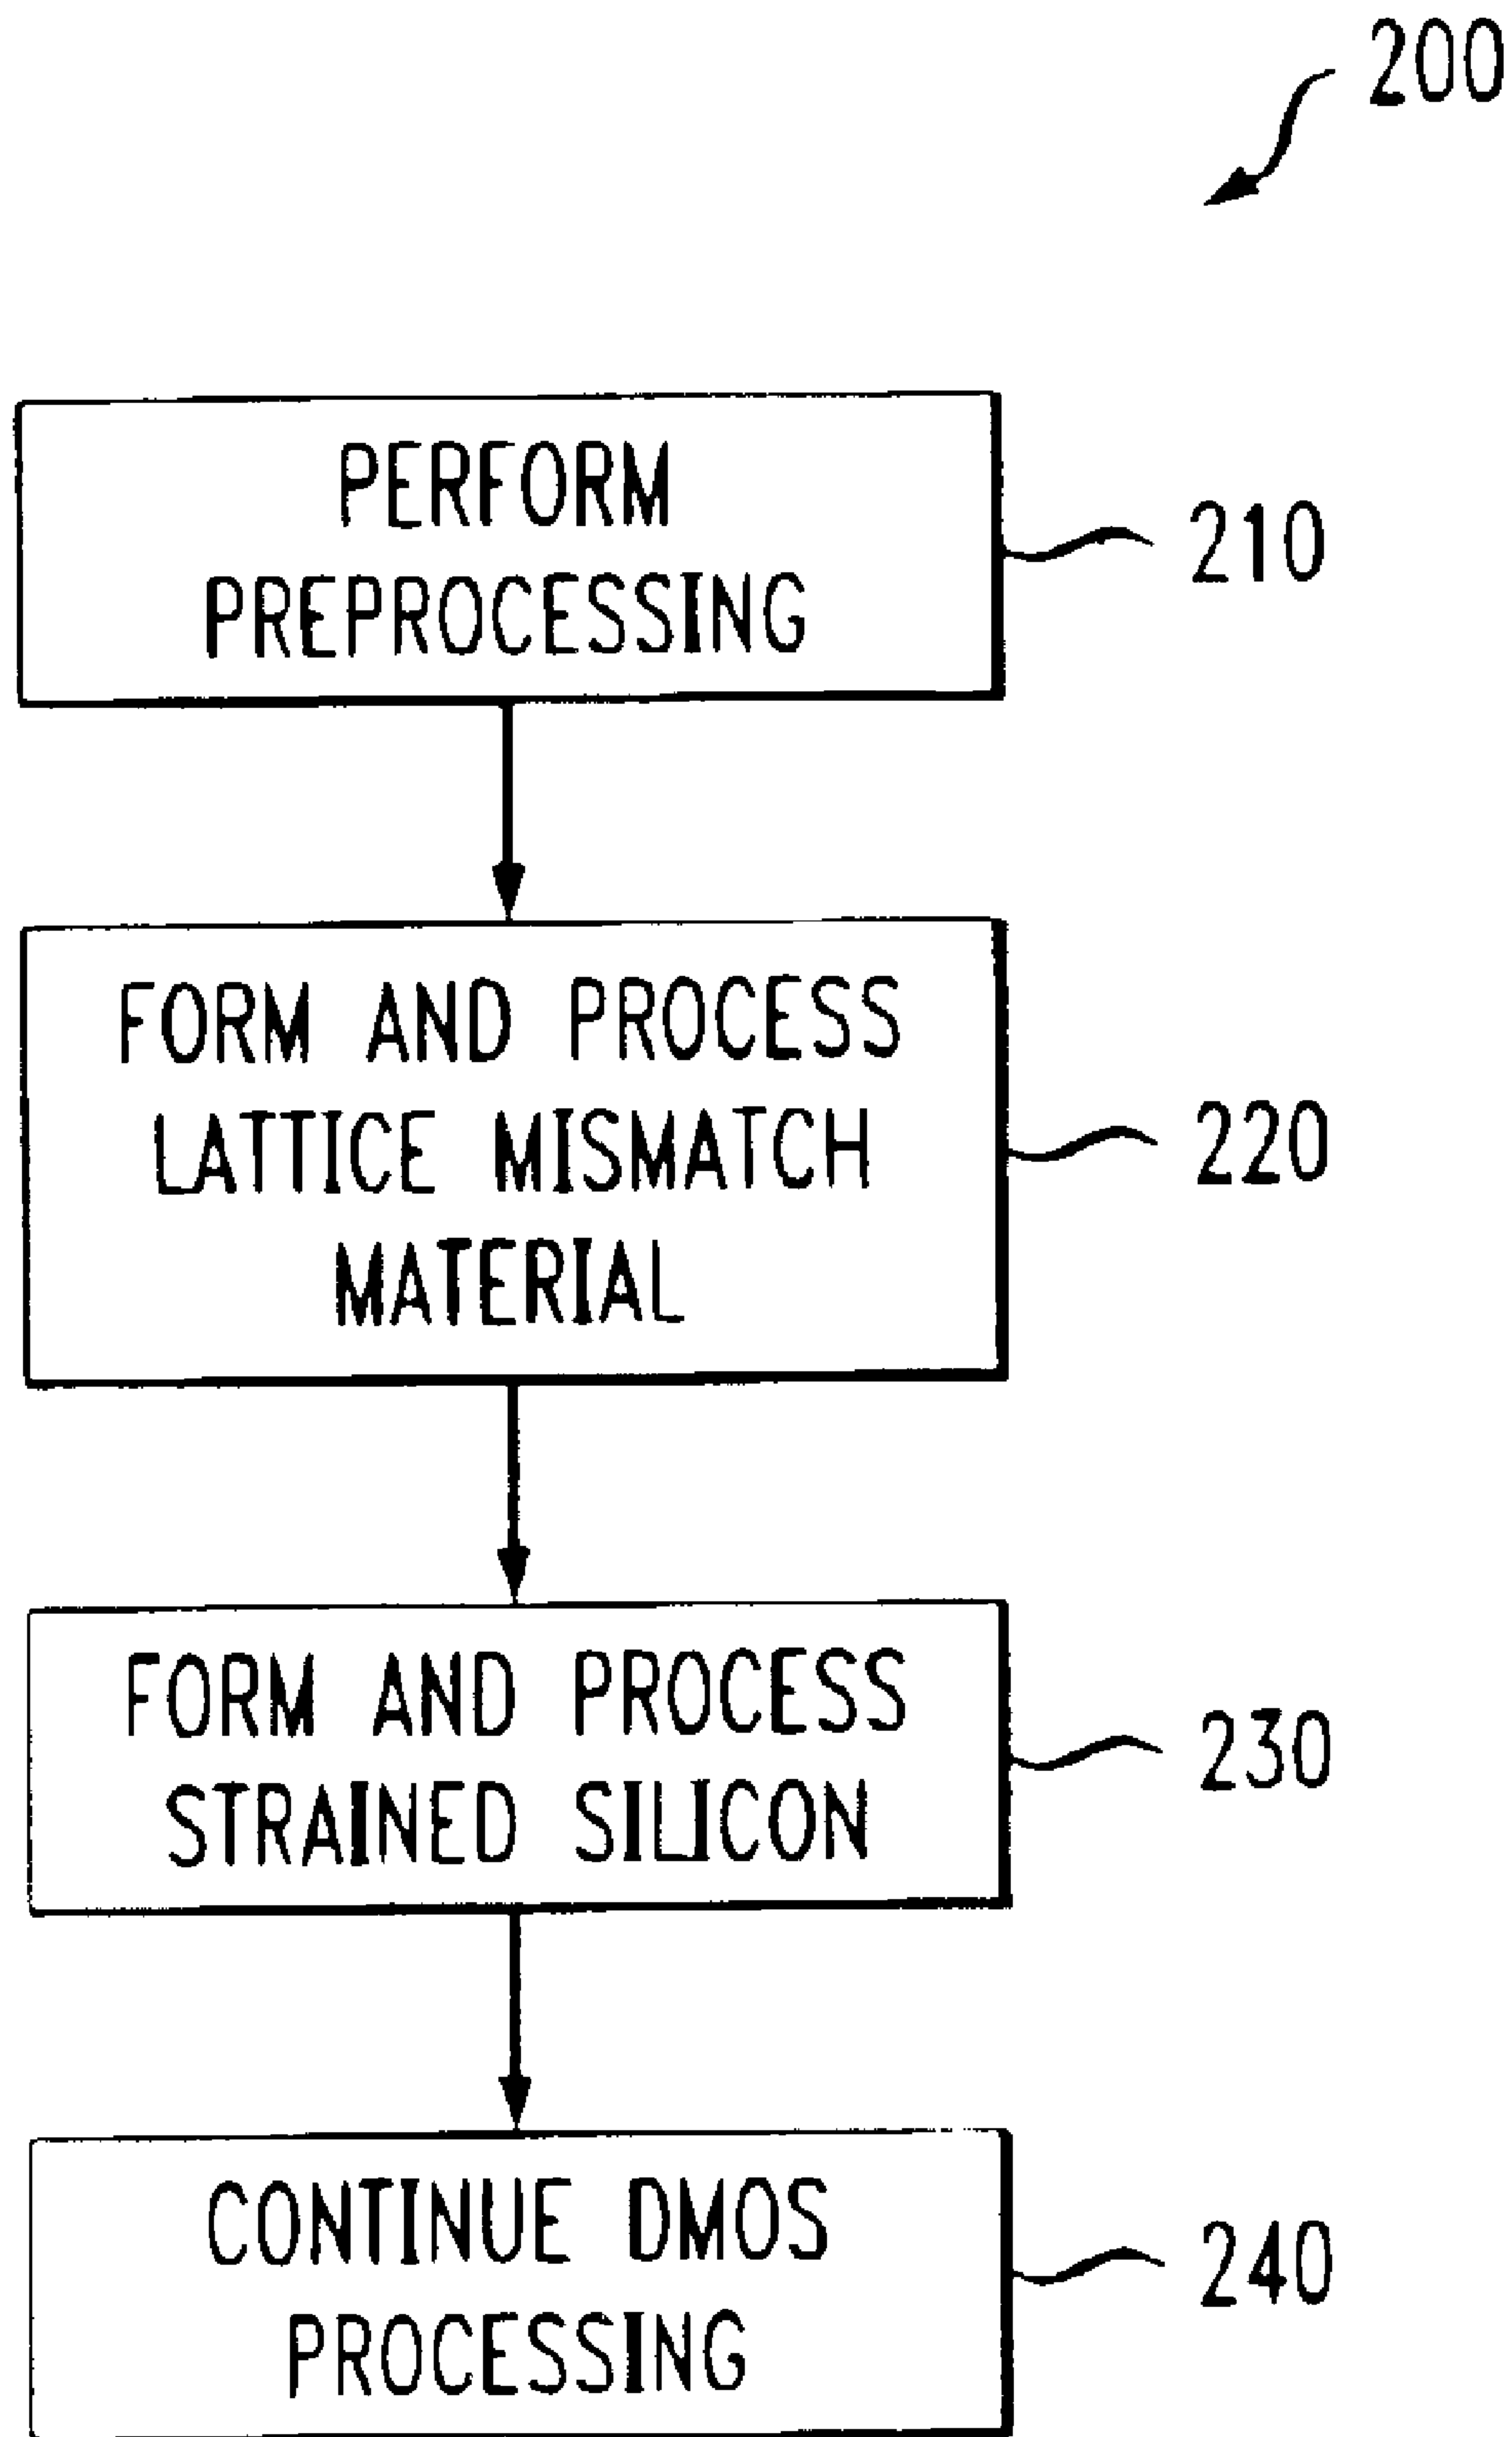 200
PERFORM
PREPROCESSING
210
FORM AND PROCESS
LATTICE MISMATCH
MATERIAL
220
FORM AND PROCESS
STRAINED SILICON
230
CONTINUE DMOS
PROCESSING
240